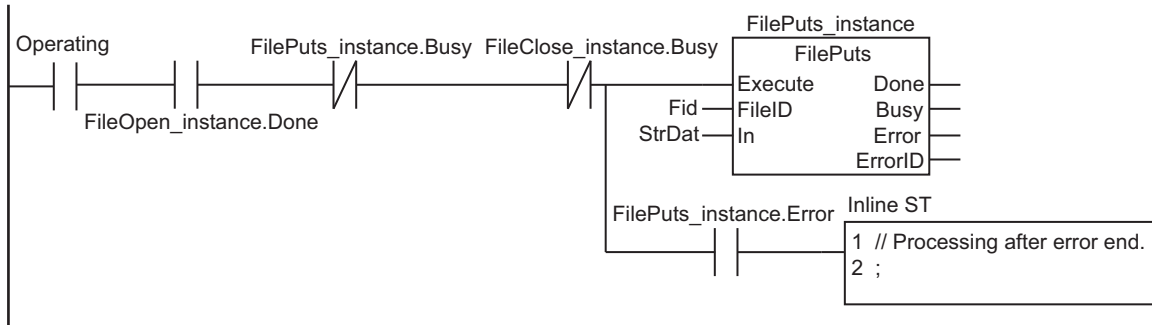 FilePuts_instance
Operating
FilePuts_instance.Busy
FileClose_instance.Busy
FilePuts
Execute
Done
FileOpen_instance.Done
Fid
FileID
Busy
StrDat
In
Error
ErrorID
FilePuts_instance.Error
Inline ST
1 // Processing after error end.
2 ;